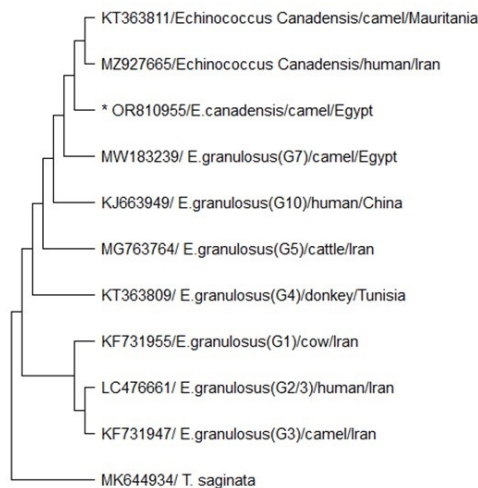 KT363811/Echinococcus Canadensis/camel/Mauritania
MZ927665/Echinococcus Canadensis/human/Iran
* OR810955/E.canadensis/camel/Egypt
MW183239/ E.granulosus(G7)/camel/Egypt
KJ663949/ E.granulosus(G10)/human/China
MG763764/ E.granulosus(G5)/cattle/Iran
KT363809/ E.granulosus(G4)/donkey/Tunisia
KF731955/E.granulosus(G1)/cow/Iran
LC476661/ E.granulosus(G2/3)/human/Iran
KF731947/ E.granulosus(G3)/camel/Iran
MK644934/ T. saginata